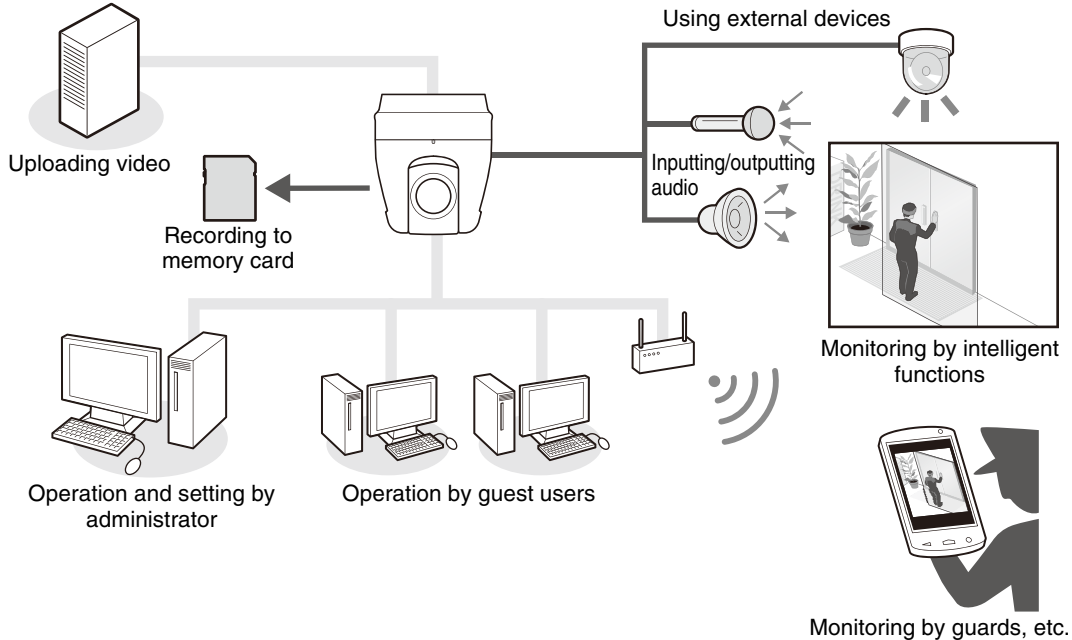 Using external devices
Uploading video
Inputting/outputting
audio
Recording to
memory card
Monitoring by intelligent
functions
Operation and setting by
administrator
Operation by guest users
Monitoring by guards, etc.